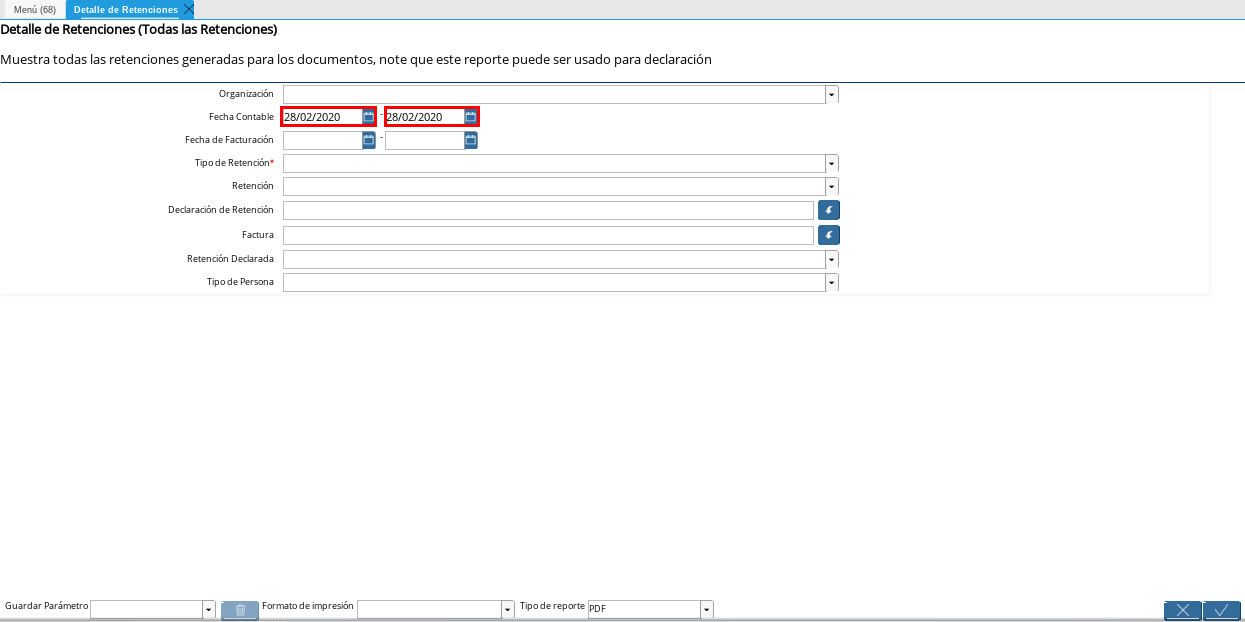 Menú (68) Detalle de Retenciones
Detalle de Retenciones (Todas las Retenciones)
Muestra todas las retenciones generadas para los documentos, note que este reporte puede ser usado para declaración
Organización
Fecha Contable 28/02/2020 - 28/02/2020
Fecha de Facturación -
Tipo de Retención*
Retención
Declaración de Retención
Factura
Retención Declarada
Tipo de Persona
Guardar Parámetro Formato de impresión Tipo de reporte PDF